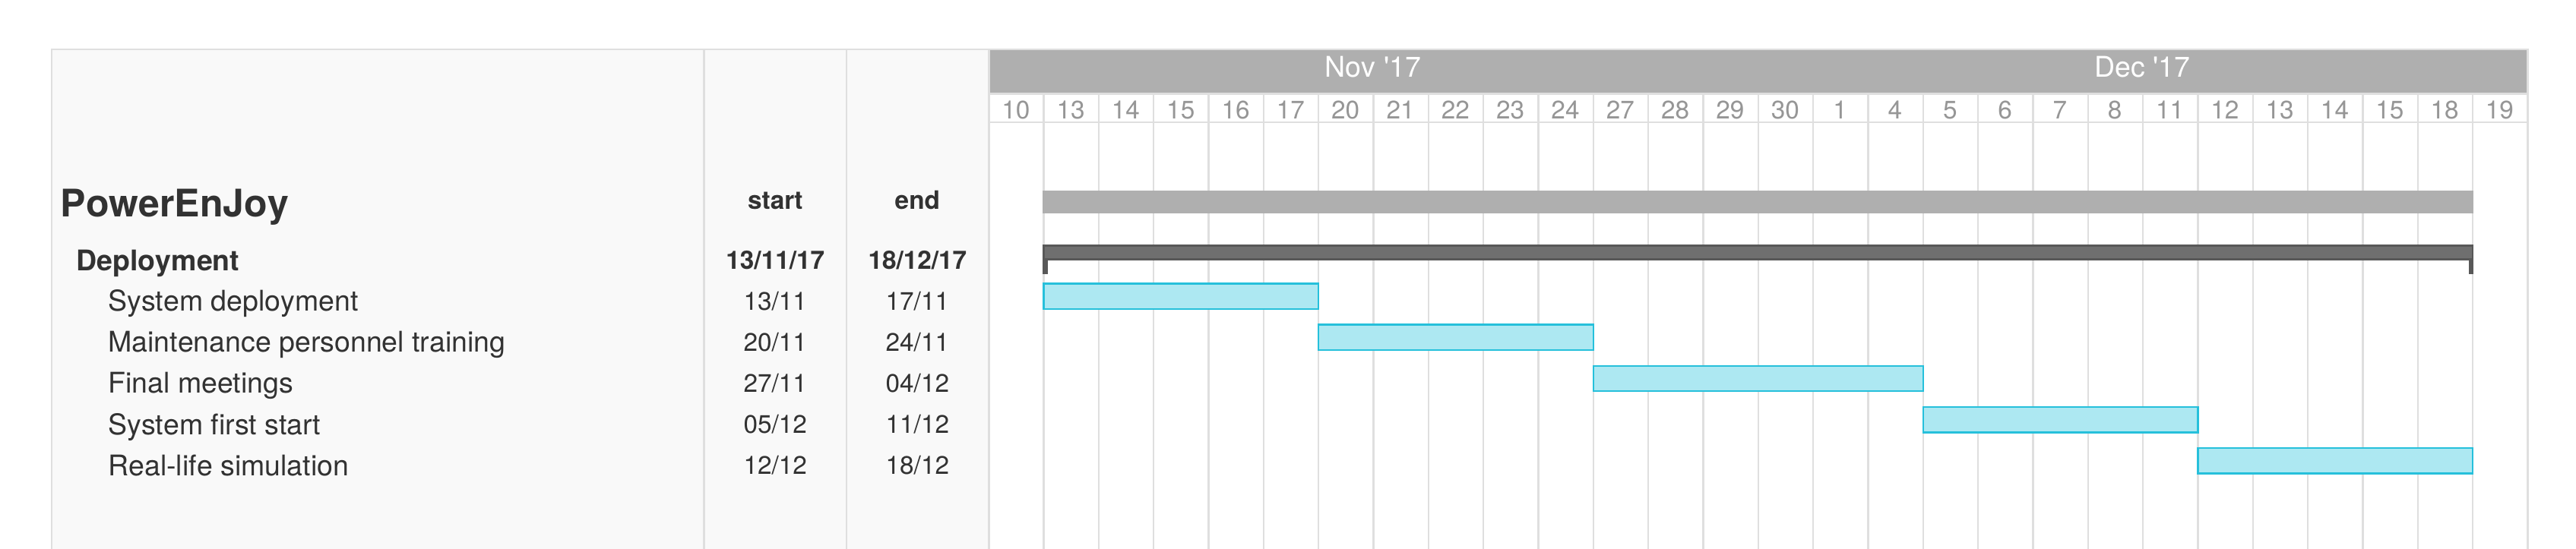 Nov '17 Dec '17
10 13 14 15 16 17 20 21 22 23 24 27 28 29 30 1 4 5 6 7 8 11 12 13 14 15 18 19
PowerEnJoy start end
Deployment 13/11/17 18/12/17
System deployment 13/11 17/11
Maintenance personnel training 20/11 24/11
Final meetings 27/11 04/12
System first start 05/12 11/12
Real-life simulation 12/12 18/12